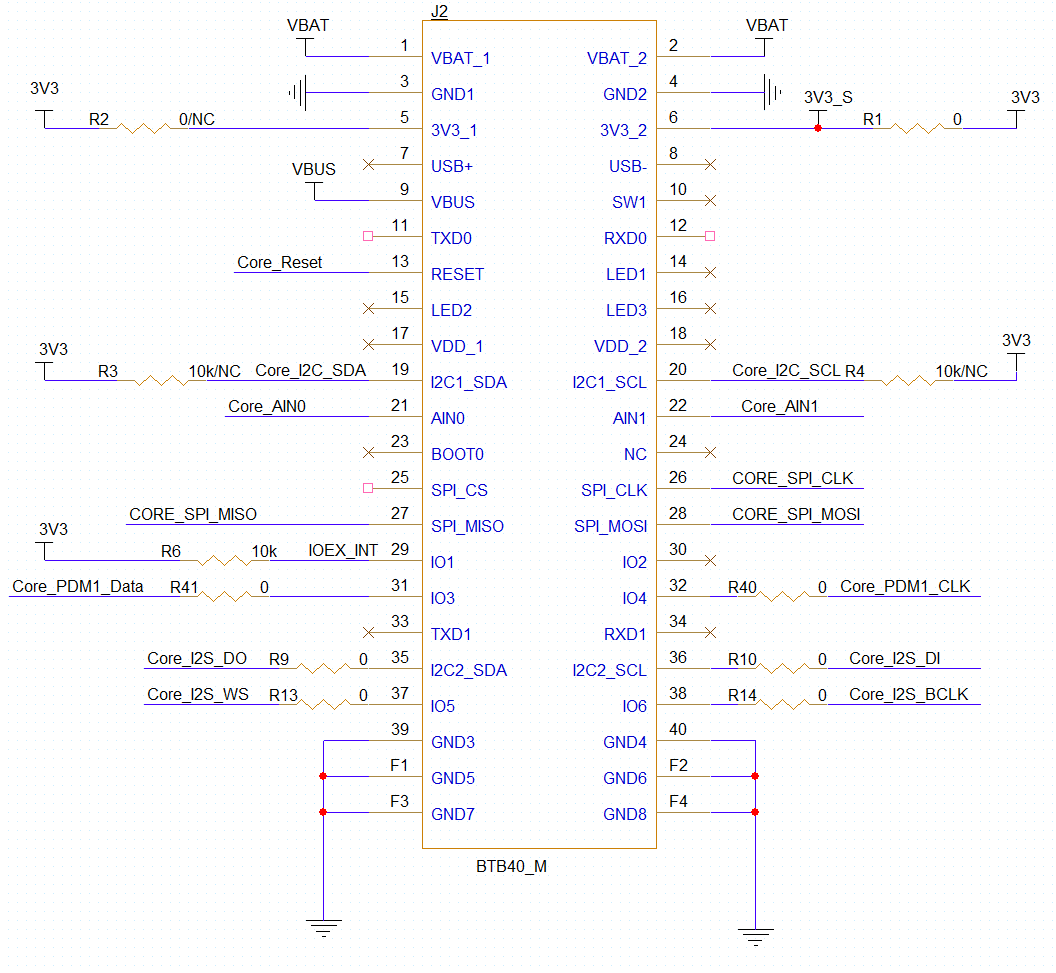 J2
VBAT VBAT
1 VBAT_1 VBAT_2 2
3 GND1 GND2 4
3V3 3V3_S 3V3
R2 0/NC 5 3V3_1 3V3_2 6 R1 0
7 USB+ USB- 8
VBUS 9 VBUS SW1 10
11 TXD0 RXD0 12
Core_Reset 13 RESET LED1 14
15 LED2 LED3 16
17 VDD_1 VDD_2 18
3V3 3V3
R3 10k/NC Core_I2C_SDA 19 I2C1_SDA I2C1_SCL 20 Core_I2C_SCL R4 10k/NC
Core_AIN0 21 AIN0 AIN1 22 Core_AIN1
23 BOOT0 NC 24
25 SPI_CS SPI_CLK 26 CORE_SPI_CLK
CORE_SPI_MISO 27 SPI_MISO SPI_MOSI 28 CORE_SPI_MOSI
3V3
R6 10k IOEX_INT 29 IO1 IO2 30
Core_PDM1_Data R41 0 31 IO3 IO4 32 R40 0 Core_PDM1_CLK
33 TXD1 RXD1 34
Core_I2S_DO R9 0 35 I2C2_SDA I2C2_SCL 36 R10 0 Core_I2S_DI
Core_I2S_WS R13 0 37 IO5 IO6 38 R14 0 Core_I2S_BCLK
39 GND3 GND4 40
F1 GND5 GND6 F2
F3 GND7 GND8 F4
BTB40_M